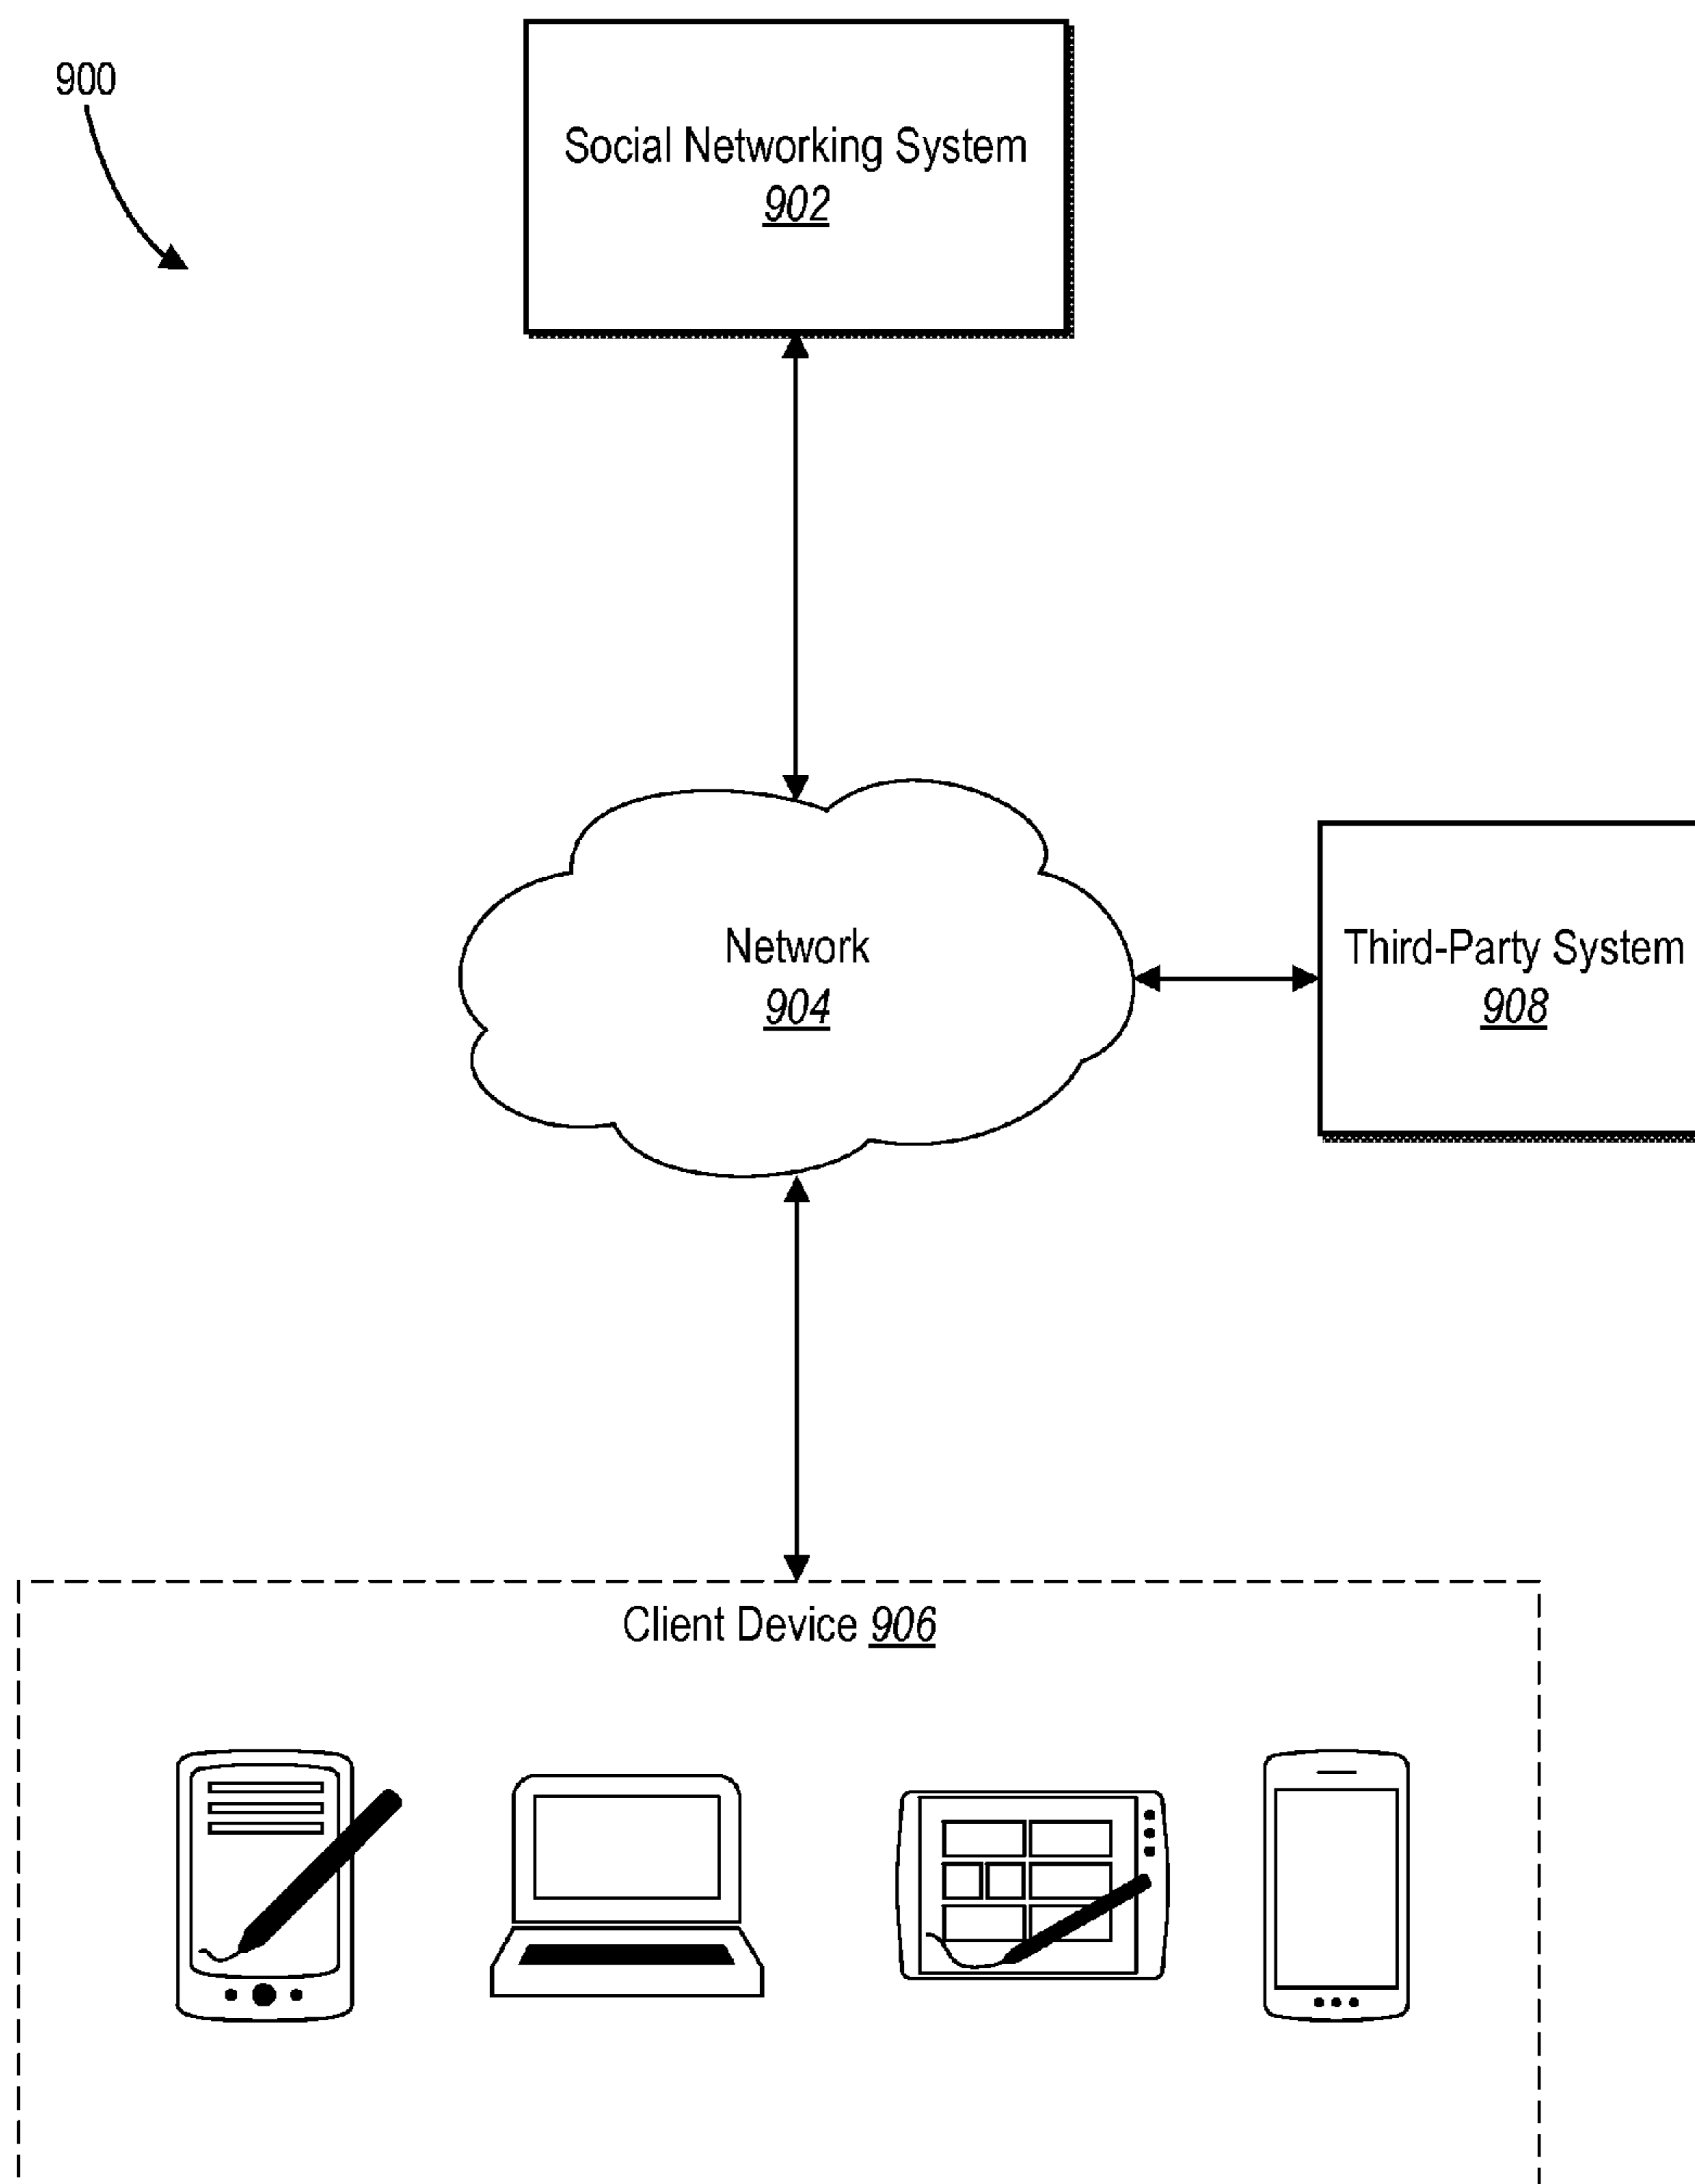 900
Social Networking System
902
Network
904
Third-Party System
908
Client Device 906